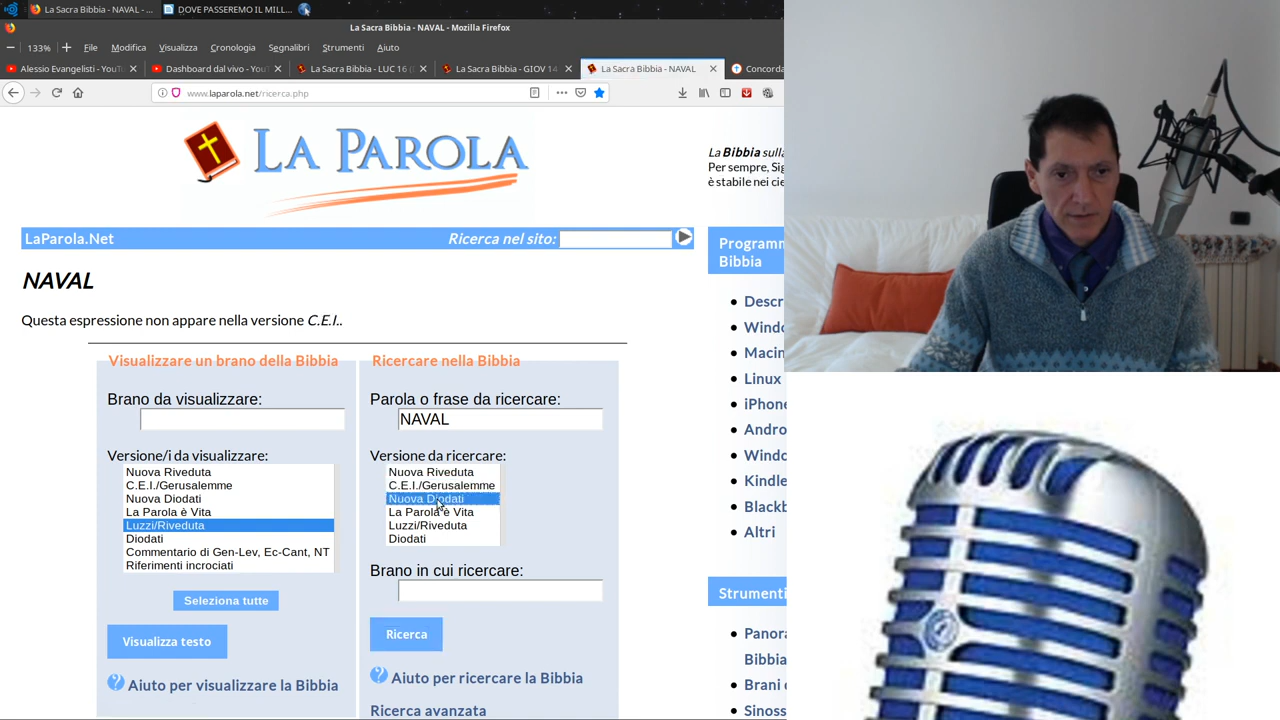 La Sacra Bibbia - NAVAL - ...
DOVE PASSEREMO IL MILL...
La Sacra Bibbia - NAVAL - Mozilla Firefox
133%
File Modifica Visualizza Cronologia Segnalibri Strumenti Aiuto
Alessio Evangelisti - YouTu
Dashboard dal vivo - YouT
La Sacra Bibbia - LUC 16 (
La Sacra Bibbia - GIOV 14
La Sacra Bibbia - NAVAL
Concorda
www.laparola.net/ricerca.php
LA PAROLA
La Bibbia sulla
Per sempre, Sig
è stabile nei cie
LaParola.Net
Ricerca nel sito:
Programm
Bibbia
NAVAL
Questa espressione non appare nella versione C.E.I..
Visualizzare un brano della Bibbia
Brano da visualizzare:
Versione/i da visualizzare:
Nuova Riveduta
C.E.I./Gerusalemme
Nuova Diodati
La Parola è Vita
Luzzi/Riveduta
Diodati
Commentario di Gen-Lev, Ec-Cant, NT
Riferimenti incrociati
Seleziona tutte
Visualizza testo
Aiuto per visualizzare la Bibbia
Ricercare nella Bibbia
Parola o frase da ricercare:
NAVAL
Versione da ricercare:
Nuova Riveduta
C.E.I./Gerusalemme
Nuova Diodati
La Parola è Vita
Luzzi/Riveduta
Diodati
Brano in cui ricercare:
Ricerca
Aiuto per ricercare la Bibbia
Ricerca avanzata
Descr
Windo
Macin
Linux
iPhone
Andro
Windo
Kindle
Blackb
Altri
Strumenti
Panora
Bibbia
Brani d
Sinoss